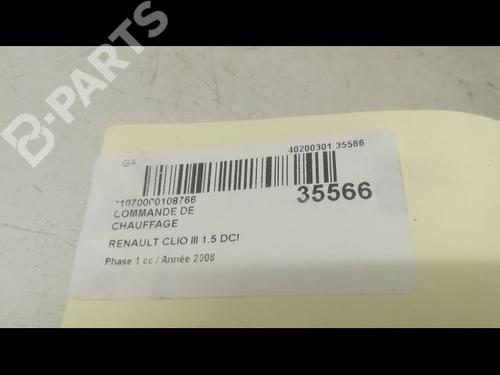 B-PARTS
GA
40200301 35566
35566
*1070000108766
COMMANDE DE
CHAUFFAGE
RENAULT CLIO III 1.5 DCI
Phase 1 cc / Année 2008